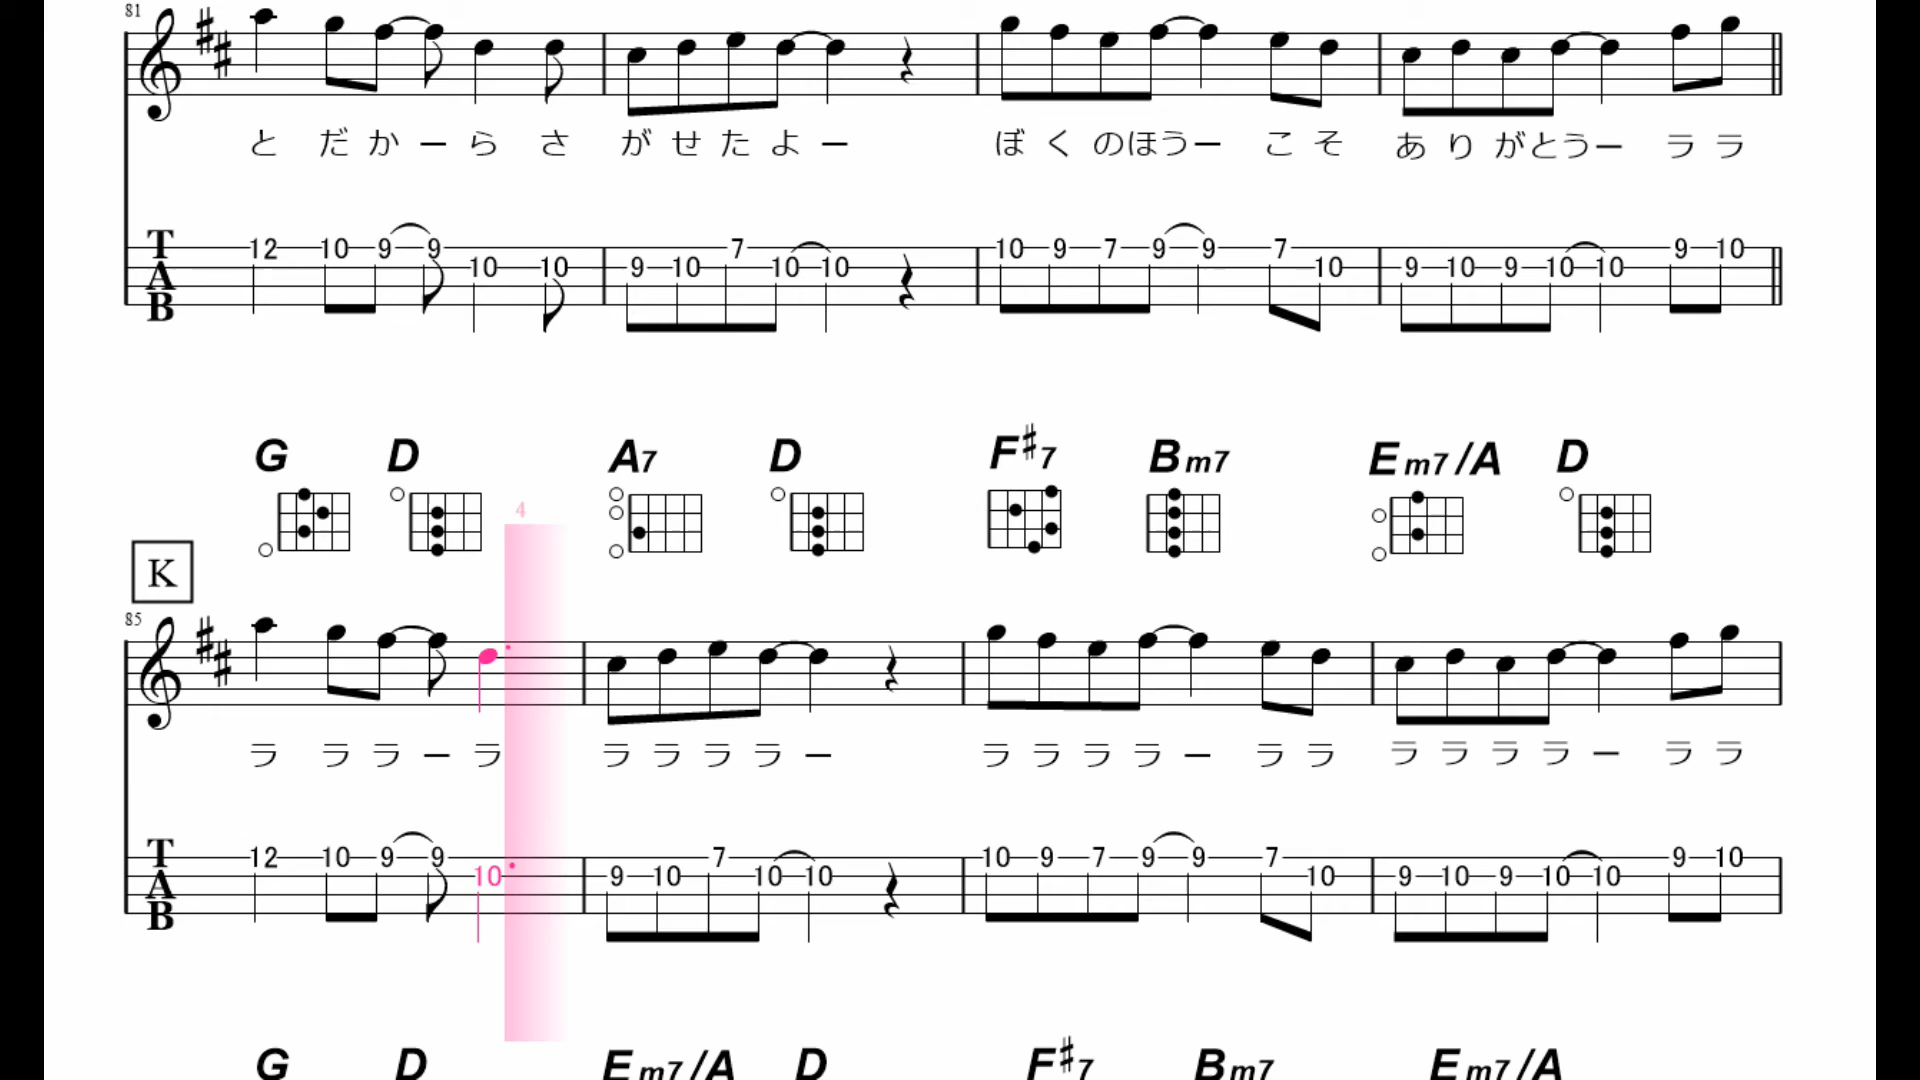 81
と だ か ー ら さ が せ た よ ー ぼ く の ほ う ー こ そ あ り が と う ー ラ ラ
T A B
12 10 9 9 10 10 9 10 7 10 10 10 9 7 9 9 7 10 9 10 9 10 10 9 10
G D A7 D F♯7 Bm7 Em7/A D
4
K
85
ラ ラ ラ ー ラ ラ ラ ラ ラ ー ラ ラ ラ ラ ー ラ ラ ラ ラ ラ ラ ー ラ ラ
T A B
12 10 9 9 10 9 10 7 10 10 10 9 7 9 9 7 10 9 10 9 10 10 9 10
G D Em7/A D F♯7 Bm7 Em7/A